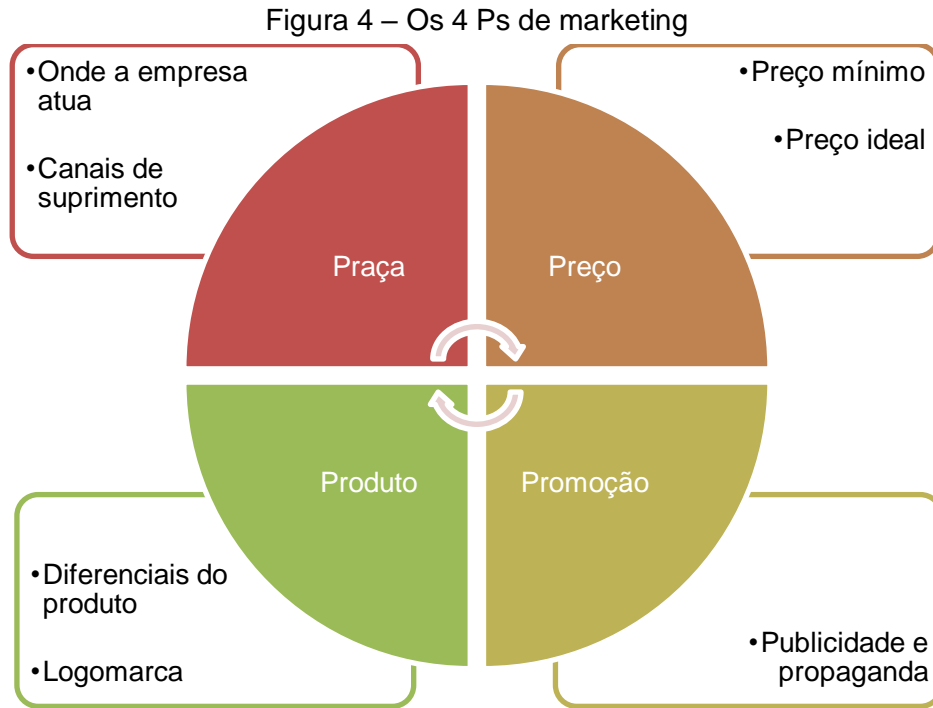 Figura 4 – Os 4 Ps de marketing
•Onde a empresa
atua
•Canais de
suprimento
•Preço mínimo
•Preço ideal
Praça
Preço
Produto
Promoção
•Diferenciais do
produto
•Logomarca
•Publicidade e
propaganda